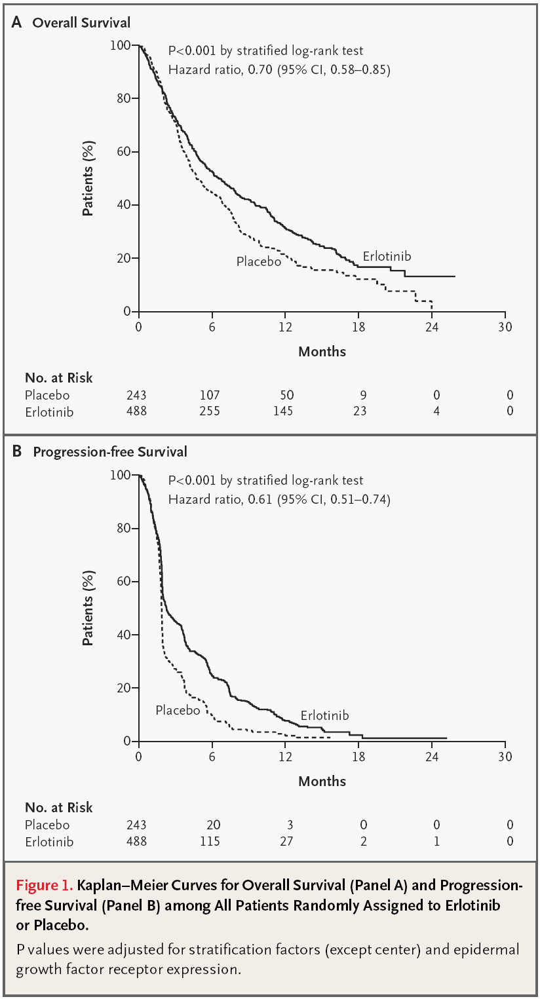 A Overall Survival
P<0.001 by stratified log-rank test
Hazard ratio, 0.70 (95% CI, 0.58–0.85)
100
80
60
40
20
0
Patients (%)
Erlotinib
Placebo
0 6 12 18 24 30
Months
No. at Risk
Placebo 243 107 50 9 0 0
Erlotinib 488 255 145 23 4 0
B Progression-free Survival
P<0.001 by stratified log-rank test
Hazard ratio, 0.61 (95% CI, 0.51–0.74)
100
80
60
40
20
0
Patients (%)
Placebo
Erlotinib
0 6 12 18 24 30
Months
No. at Risk
Placebo 243 20 3 0 0 0
Erlotinib 488 115 27 2 1 0
Figure 1. Kaplan–Meier Curves for Overall Survival (Panel A) and Progression-
free Survival (Panel B) among All Patients Randomly Assigned to Erlotinib
or Placebo.
P values were adjusted for stratification factors (except center) and epidermal
growth factor receptor expression.